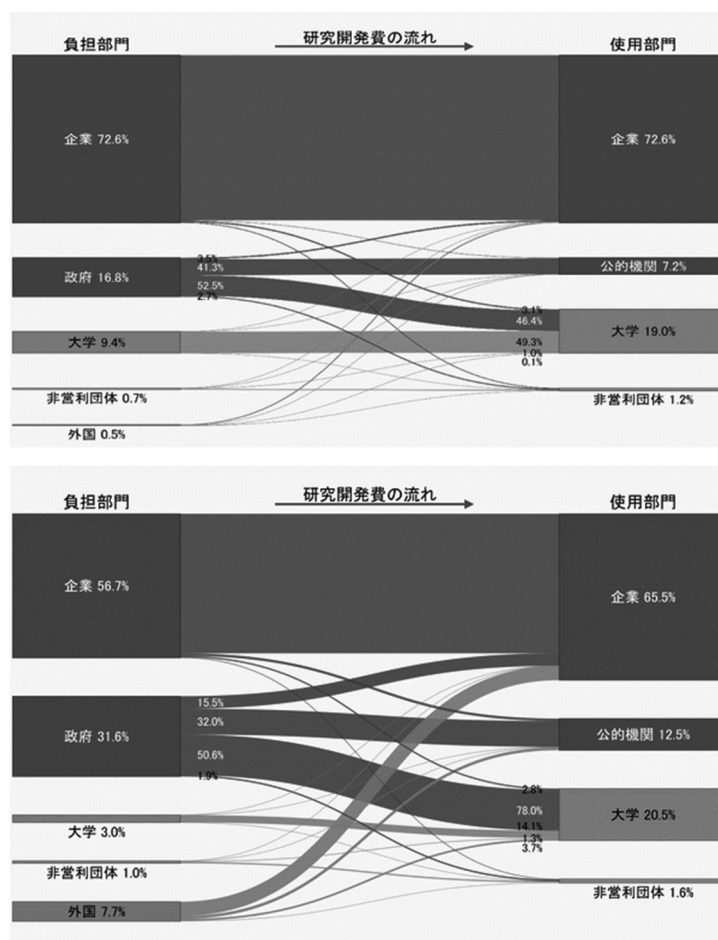 負担部門
研究開発費の流れ
使用部門
企業 72.6%
企業 72.6%
政府 16.8%
3.5%
41.3%
52.5%
2.7%
公的機関 7.2%
大学 9.4%
3.1%
46.4%
49.3%
1.0%
0.1%
大学 19.0%
非営利団体 0.7%
非営利団体 1.2%
外国 0.5%
負担部門
研究開発費の流れ
使用部門
企業 56.7%
企業 65.5%
政府 31.6%
15.5%
32.0%
50.6%
1.9%
公的機関 12.5%
大学 3.0%
2.8%
78.0%
14.1%
1.3%
3.7%
大学 20.5%
非営利団体 1.0%
非営利団体 1.6%
外国 7.7%